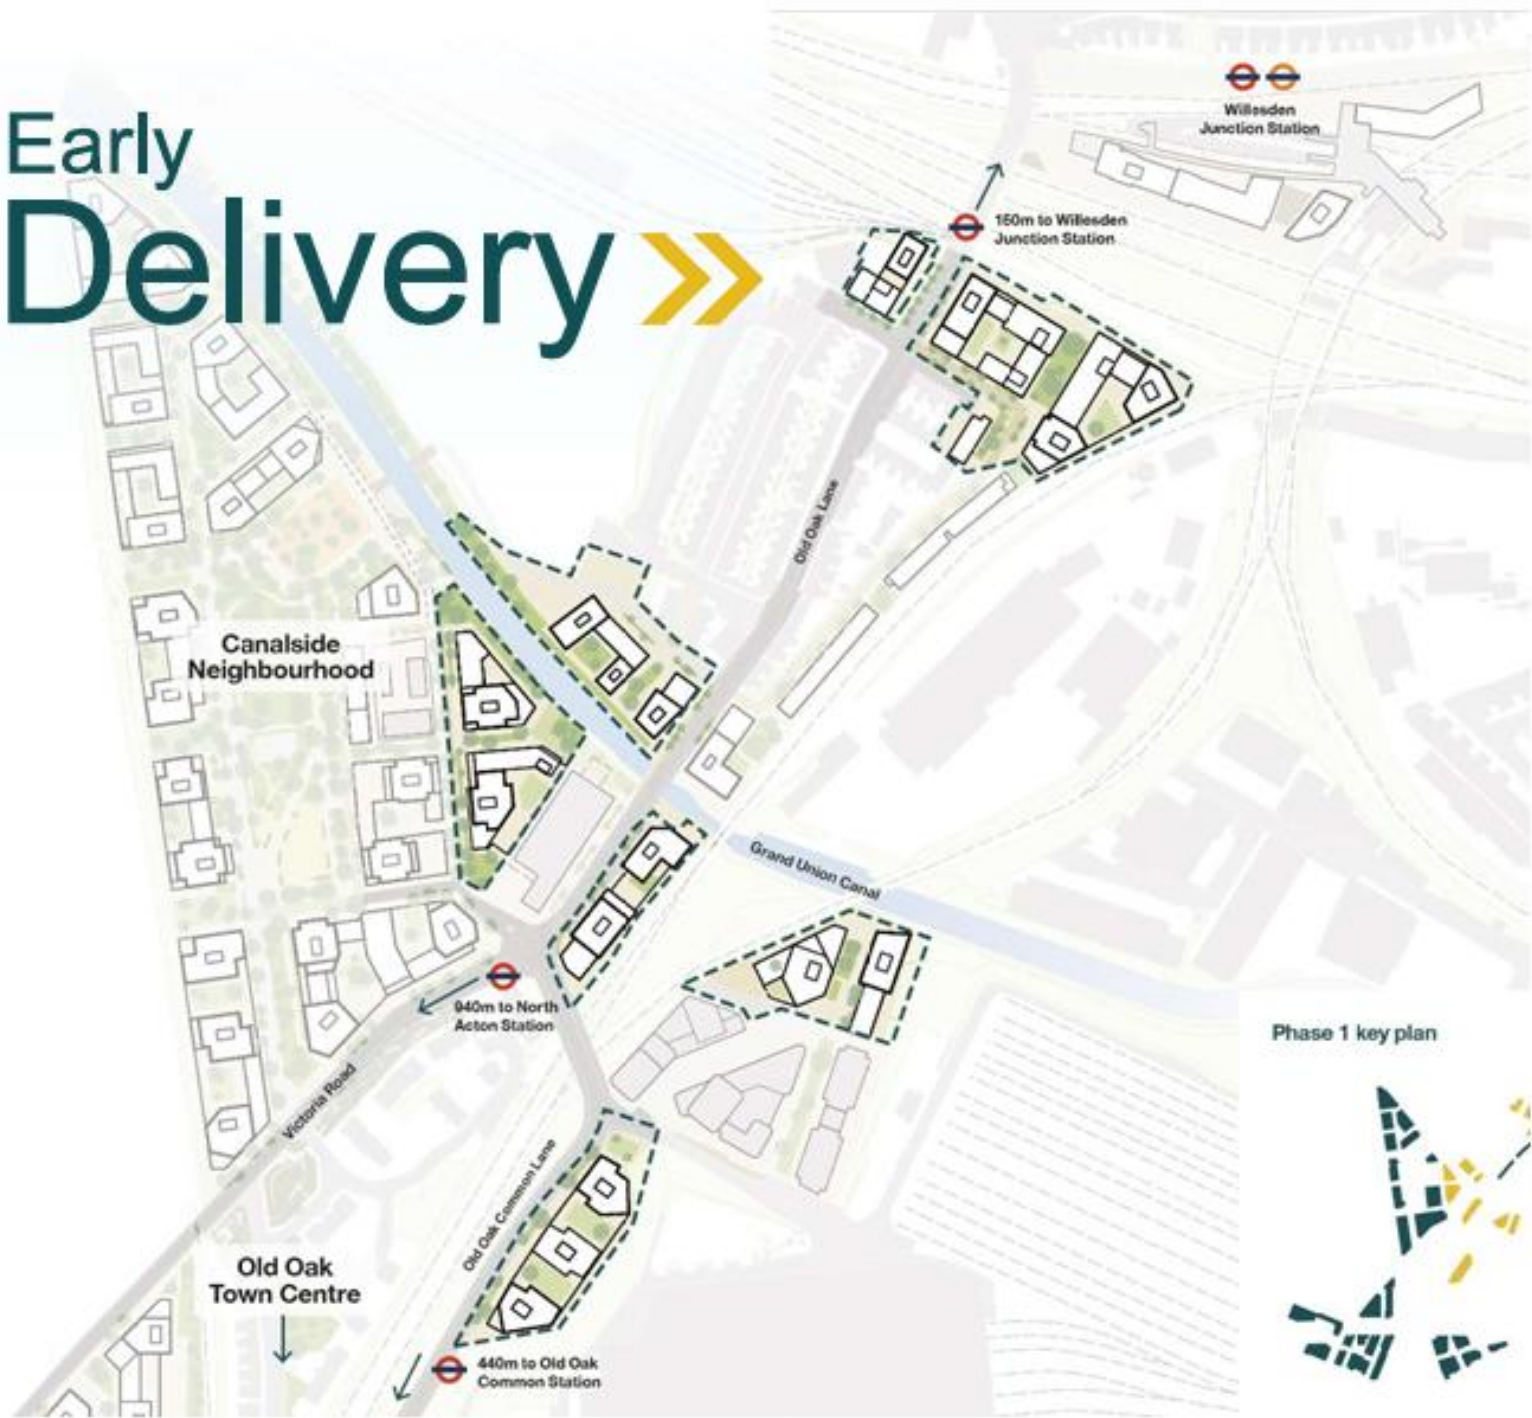 Early
Delivery
Willesden
Junction Station
150m to Willesden
Junction Station
Old Oak Lane
Canalside
Neighbourhood
Grand Union Canal
940m to North
Acton Station
Phase 1 key plan
Victoria Road
Old Oak Common Lane
Old Oak
Town Centre
440m to Old Oak
Common Station